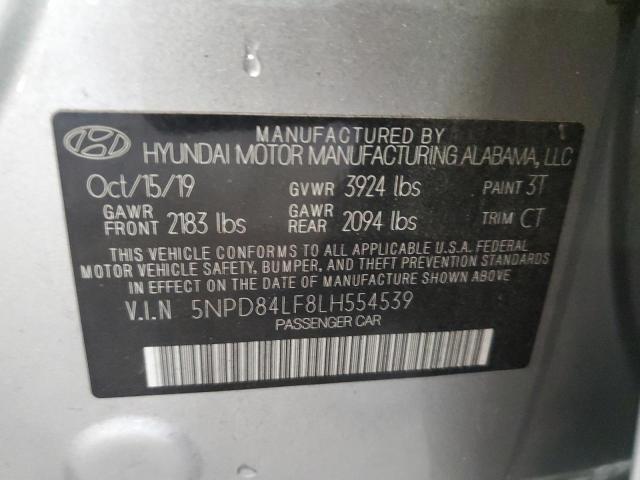 MANUFACTURED BY
HYUNDAI MOTOR MANUFACTURING ALABAMA, LLC
Oct/15/19 GVWR 3924 lbs PAINT 3T
GAWR FRONT 2183 lbs GAWR REAR 2094 lbs TRIM CT
THIS VEHICLE CONFORMS TO ALL APPLICABLE U.S.A. FEDERAL
MOTOR VEHICLE SAFETY, BUMPER, AND THEFT PREVENTION STANDARDS
IN EFFECT ON THE DATE OF MANUFACTURE SHOWN ABOVE.
V.I.N 5NPD84LF8LH554539
PASSENGER CAR